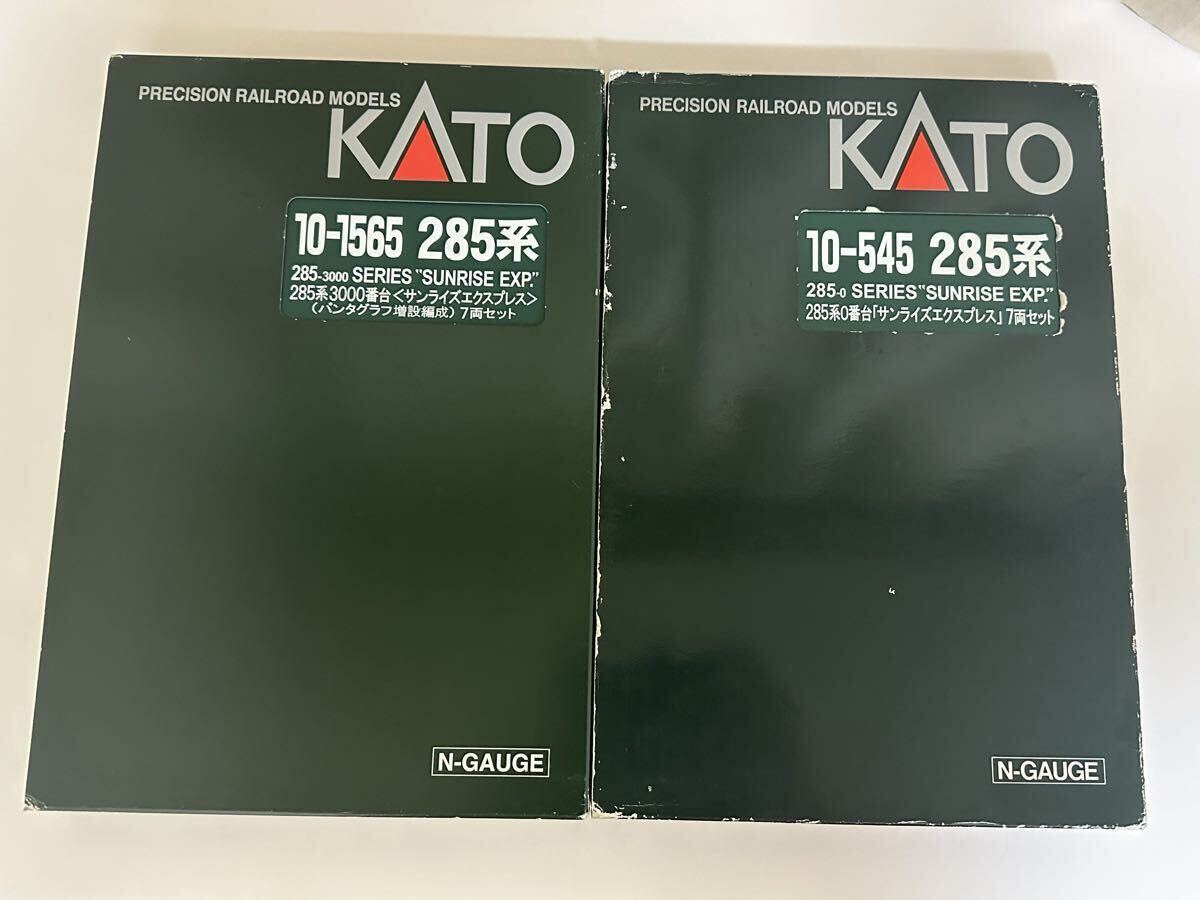 PRECISION RAILROAD MODELS
KATO
10-1565 285系
285-3000 SERIES "SUNRISE EXP."
285系3000番台<サンライズエクスプレス>
(パンタグラフ増設編成) 7両セット
N-GAUGE
PRECISION RAILROAD MODELS
KATO
10-545 285系
285-0 SERIES "SUNRISE EXP."
285系0番台「サンライズエクスプレス」7両セット
N-GAUGE